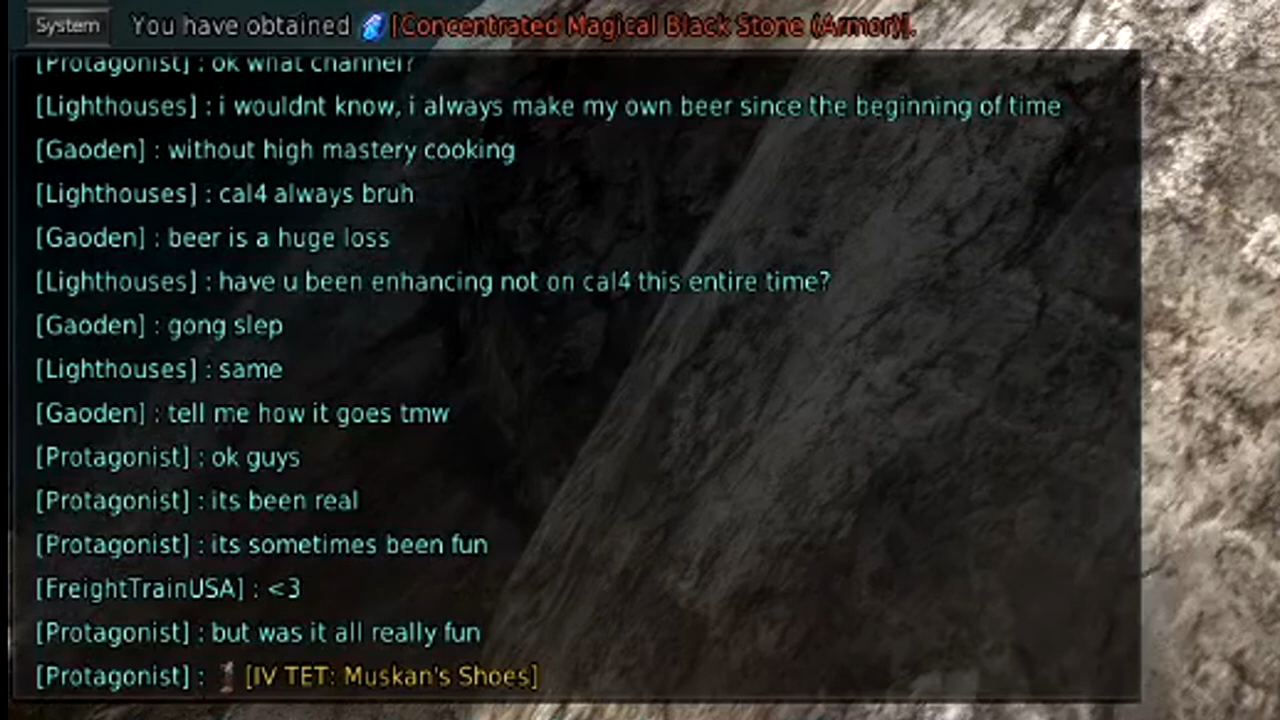 System You have obtained [Concentrated Magical Black Stone (Armor)].
[Protagonist] : ok what channel?
[Lighthouses] : i wouldnt know, i always make my own beer since the beginning of time
[Gaoden] : without high mastery cooking
[Lighthouses] : cal4 always bruh
[Gaoden] : beer is a huge loss
[Lighthouses] : have u been enhancing not on cal4 this entire time?
[Gaoden] : gong slep
[Lighthouses] : same
[Gaoden] : tell me how it goes tmw
[Protagonist] : ok guys
[Protagonist] : its been real
[Protagonist] : its sometimes been fun
[FreightTrainUSA] : <3
[Protagonist] : but was it all really fun
[Protagonist] : [IV TET: Muskan's Shoes]